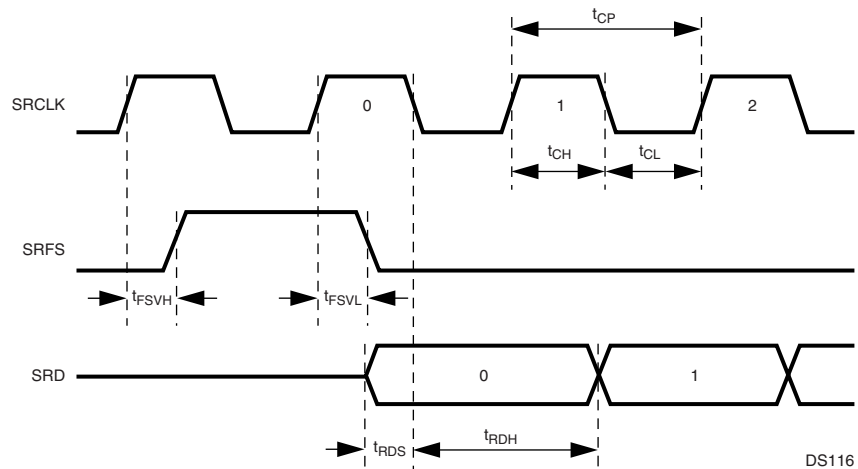 tCP
SRCLK
0
1
2
tCH
tCL
SRFS
tFSVH
tFSVL
SRD
0
1
tRDS
tRDH
DS116